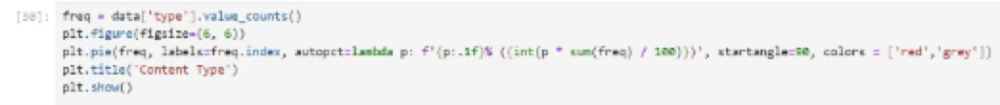 [30]: freq = data['type'].value_counts()
plt.figure(figsize=(6, 6))
plt.pie(freq, labels=freq.index, autopct=lambda p: f'{p:.1f}% ({int(p * sum(freq) / 100)})', startangle=90, colors = ['red','grey'])
plt.title('Content Type')
plt.show()